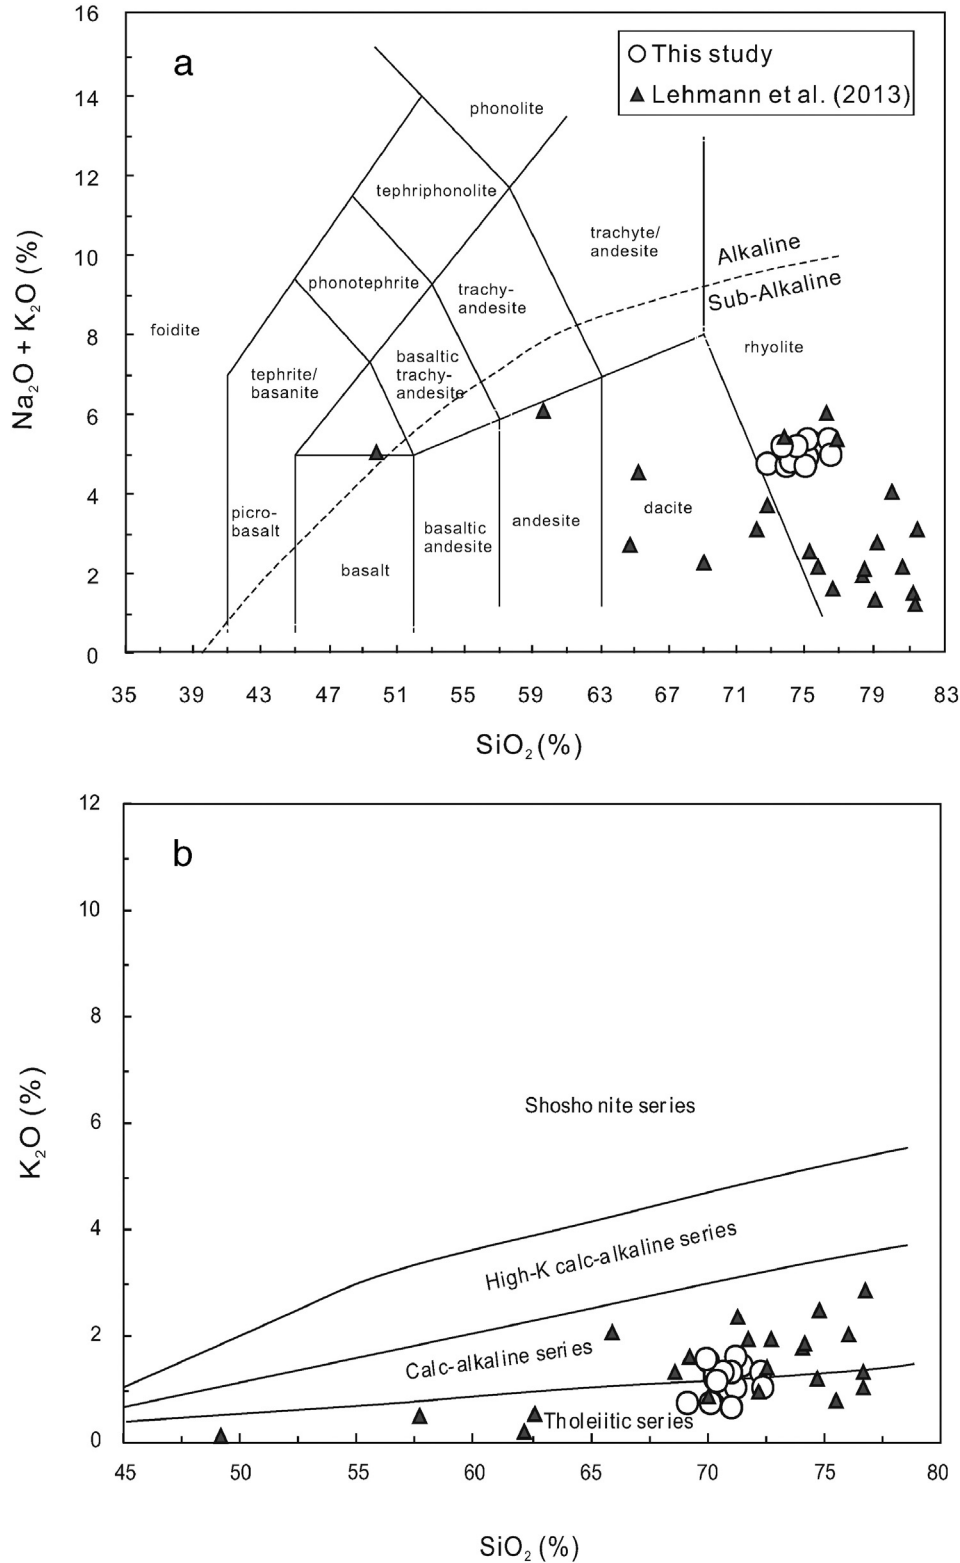 16
a
This study
Lehmann et al. (2013)
14
phonolite
12
tephriphonolite
trachyte/
andesite
Alkaline
10
Sub-Alkaline
phonotephrite
trachy-
andesite
8
foidite
rhyolite
basaltic
trachy-
andesite
tephrite/
basanite
6
4
picro-
basalt
basaltic
andesite
andesite
dacite
basalt
2
0
Na2O + K2O (%)
35 39 43 47 51 55 59 63 67 71 75 79 83
SiO2 (%)
12
b
10
8
6
Shosho nite series
4
High-K calc-alkaline series
2
Calc-alkaline series
Tholeiitic series
0
K2O (%)
45 50 55 60 65 70 75 80
SiO2 (%)